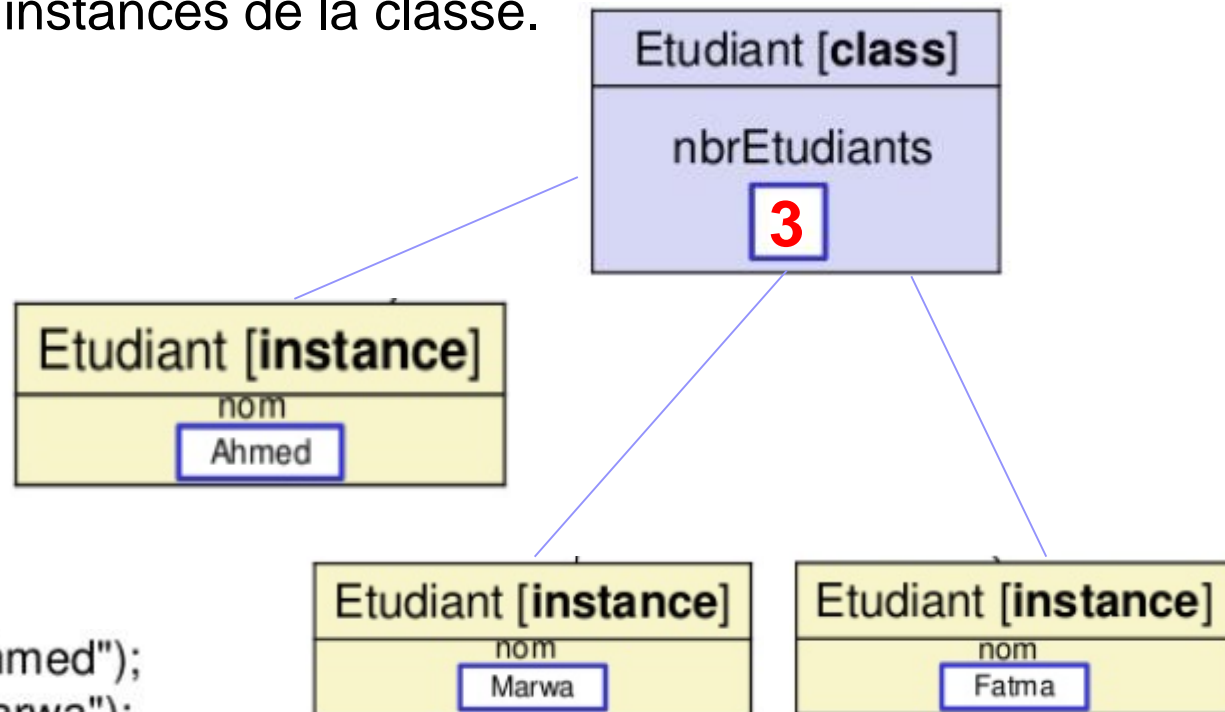 instances de la classe.
Etudiant [class]
nbrEtudiants
3
Etudiant [instance]
nom
Ahmed
Etudiant [instance]
nom
Marwa
Etudiant [instance]
nom
Fatma
med");